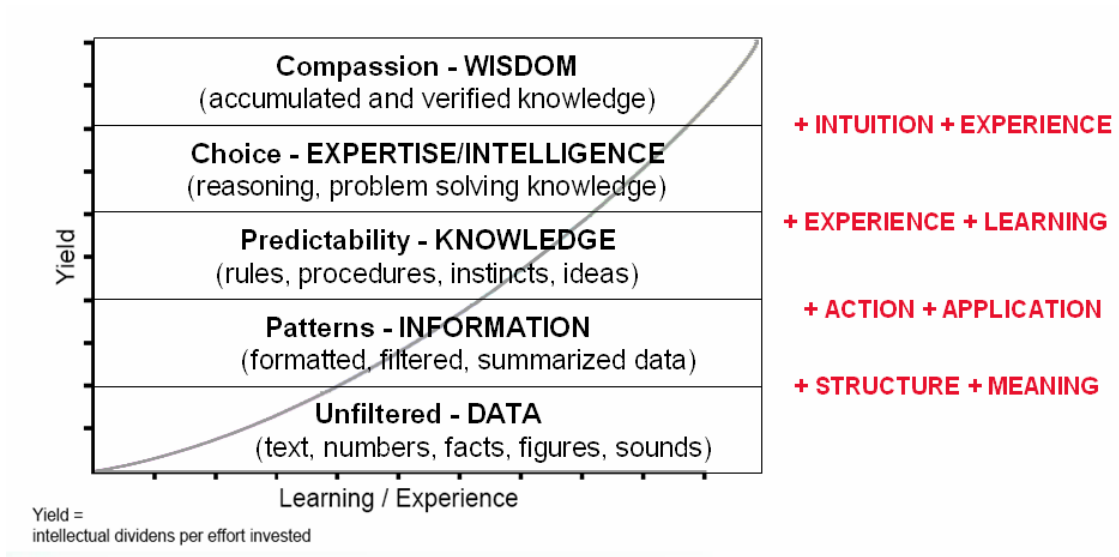 Compassion - WISDOM
(accumulated and verified knowledge)
+ INTUITION + EXPERIENCE
Choice - EXPERTISE/INTELLIGENCE
(reasoning, problem solving knowledge)
+ EXPERIENCE + LEARNING
Predictability - KNOWLEDGE
(rules, procedures, instincts, ideas)
+ ACTION + APPLICATION
Patterns - INFORMATION
(formatted, filtered, summarized data)
+ STRUCTURE + MEANING
Unfiltered - DATA
(text, numbers, facts, figures, sounds)
Yield
Learning / Experience
Yield =
intellectual dividens per effort invested